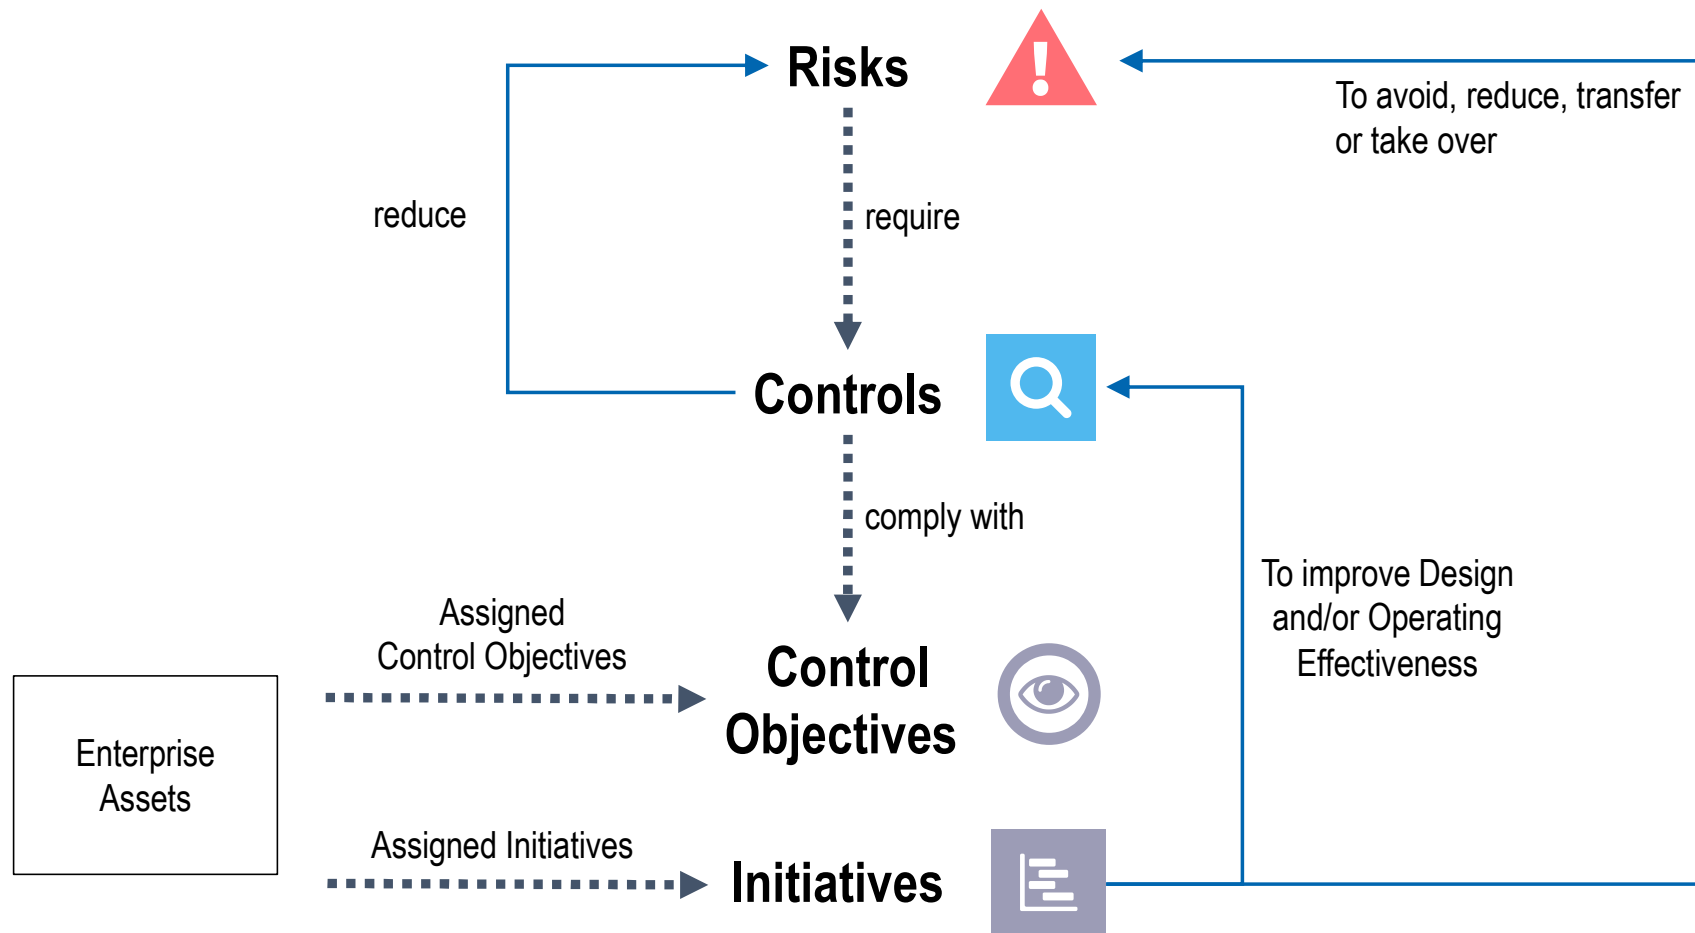 Risks
To avoid, reduce, transfer
or take over
reduce
require
Controls
comply with
To improve Design
and/or Operating
Effectiveness
Assigned
Control Objectives
Control
Objectives
Enterprise
Assets
Assigned Initiatives
Initiatives